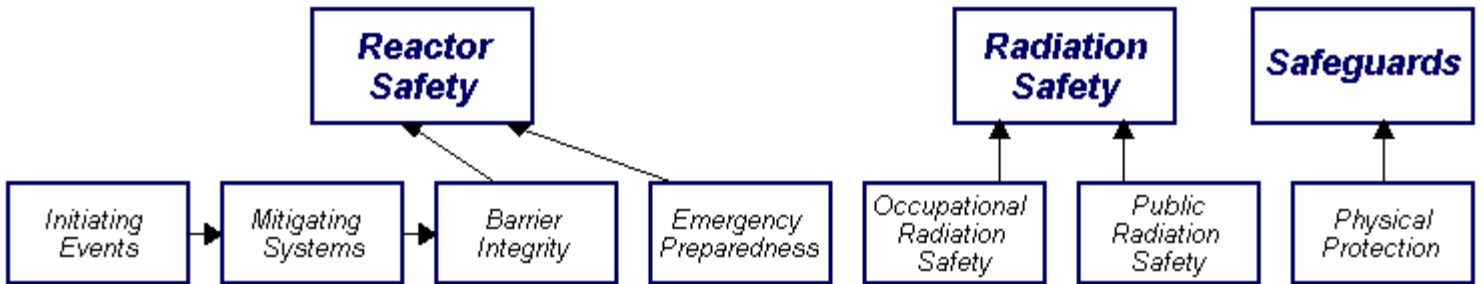 Reactor
Safety
Radiation
Safety
Safeguards
Initiating
Events
Mitigating
Systems
Barrier
Integrity
Emergency
Preparedness
Occupational
Radiation
Safety
Public
Radiation
Safety
Physical
Protection